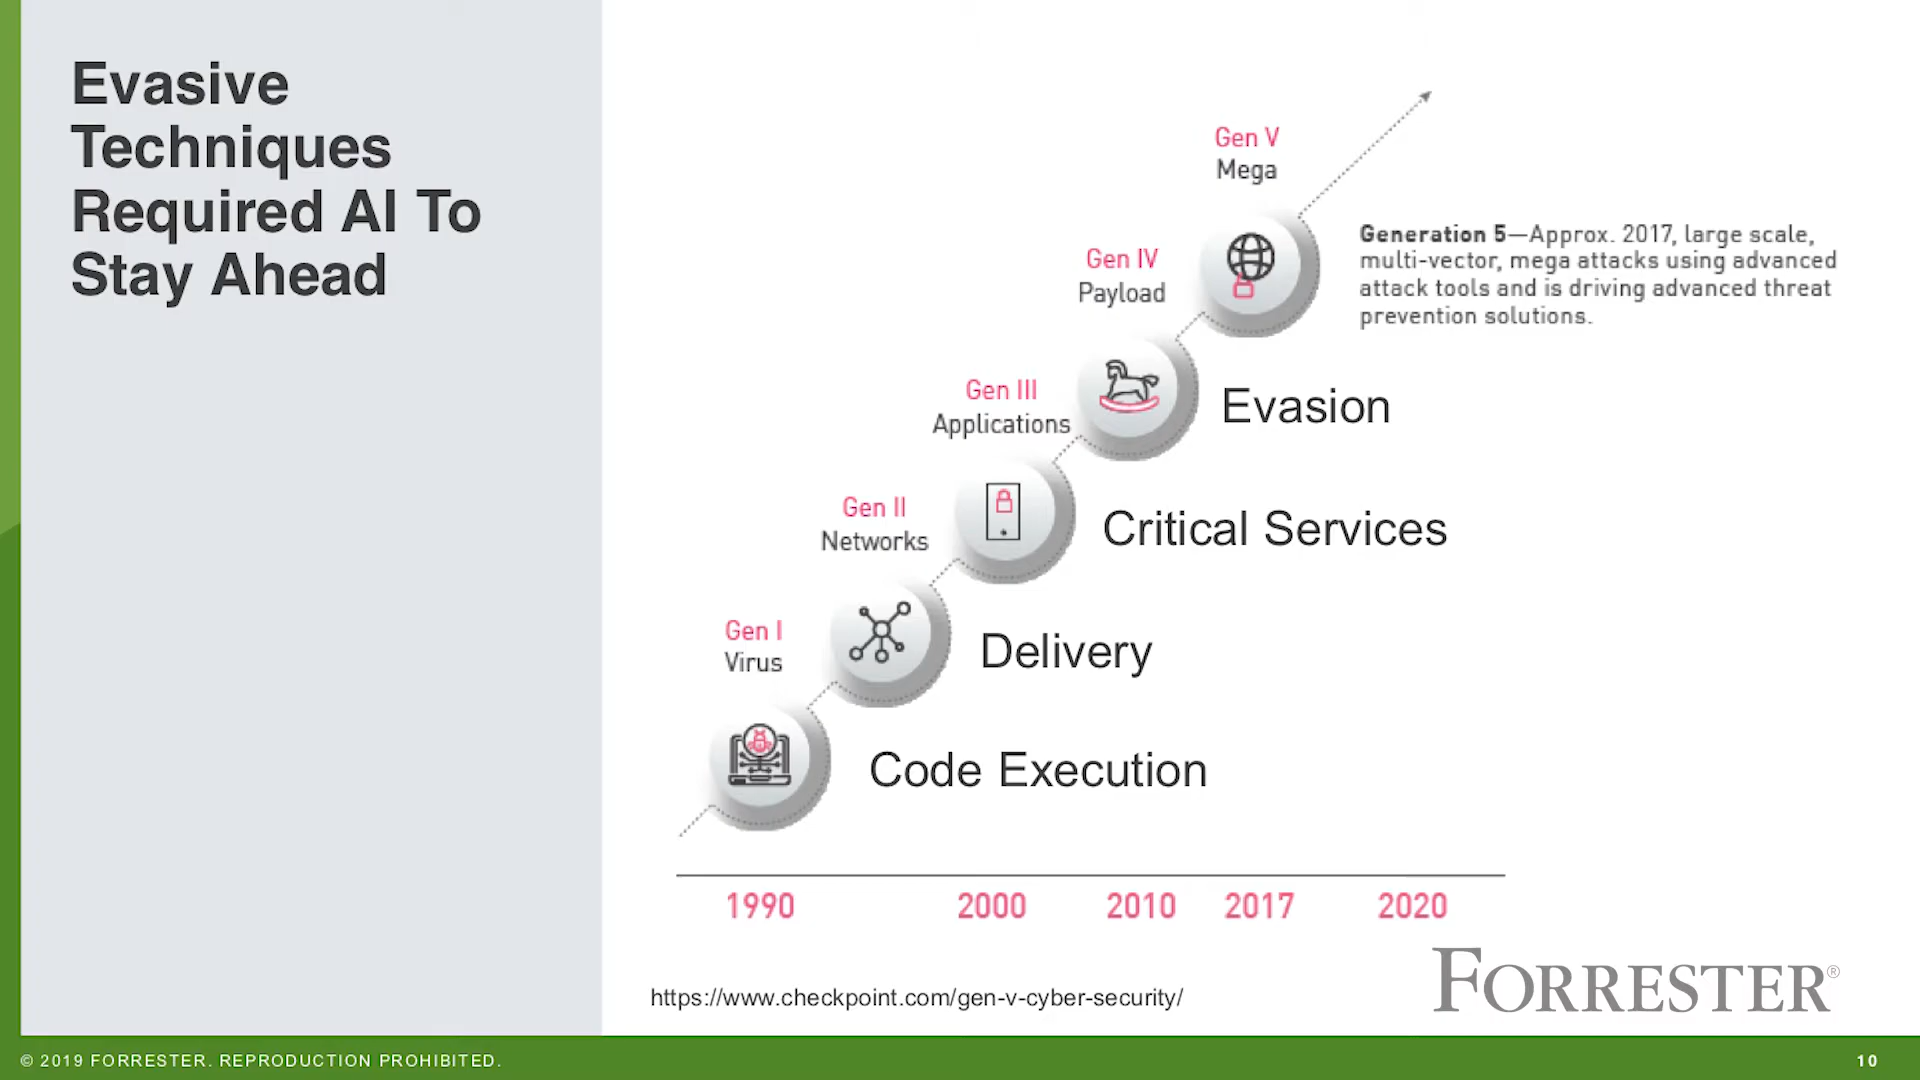 Evasive
Techniques
Required AI To
Stay Ahead
Gen V
Mega
Generation 5—Approx. 2017, large scale,
multi-vector, mega attacks using advanced
attack tools and is driving advanced threat
prevention solutions.
Gen IV
Payload
Evasion
Gen III
Applications
Critical Services
Gen II
Networks
Delivery
Gen I
Virus
Code Execution
1990 2000 2010 2017 2020
https://www.checkpoint.com/gen-v-cyber-security/
FORRESTER®
© 2019 FORRESTER. REPRODUCTION PROHIBITED.
10